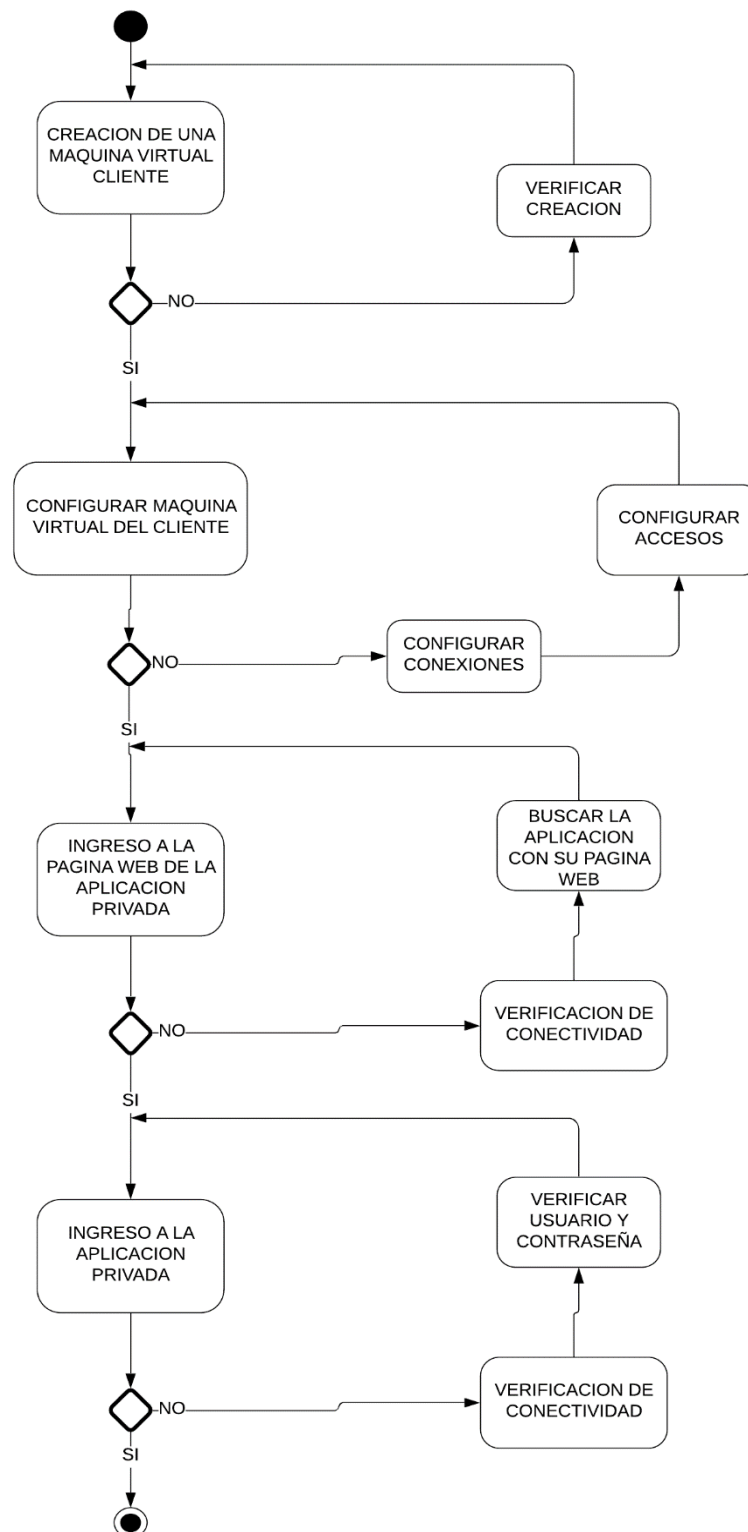 CREACION DE UNA
MAQUINA VIRTUAL
CLIENTE
VERIFICAR
CREACION
NO
SI
CONFIGURAR MAQUINA
VIRTUAL DEL CLIENTE
CONFIGURAR
ACCESOS
CONFIGURAR
CONEXIONES
NO
SI
INGRESO A LA
PAGINA WEB DE LA
APLICACION
PRIVADA
BUSCAR LA
APLICACION
CON SU PAGINA
WEB
VERIFICACION DE
CONECTIVIDAD
NO
SI
INGRESO A LA
APLICACION
PRIVADA
VERIFICAR
USUARIO Y
CONTRASEÑA
VERIFICACION DE
CONECTIVIDAD
NO
SI